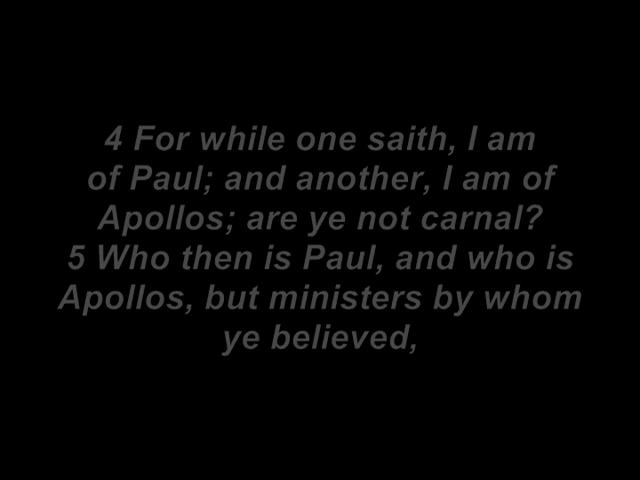 4 For while one saith, I am
of Paul; and another, I am of
Apollos; are ye not carnal?
5 Who then is Paul, and who is
Apollos, but ministers by whom
ye believed,